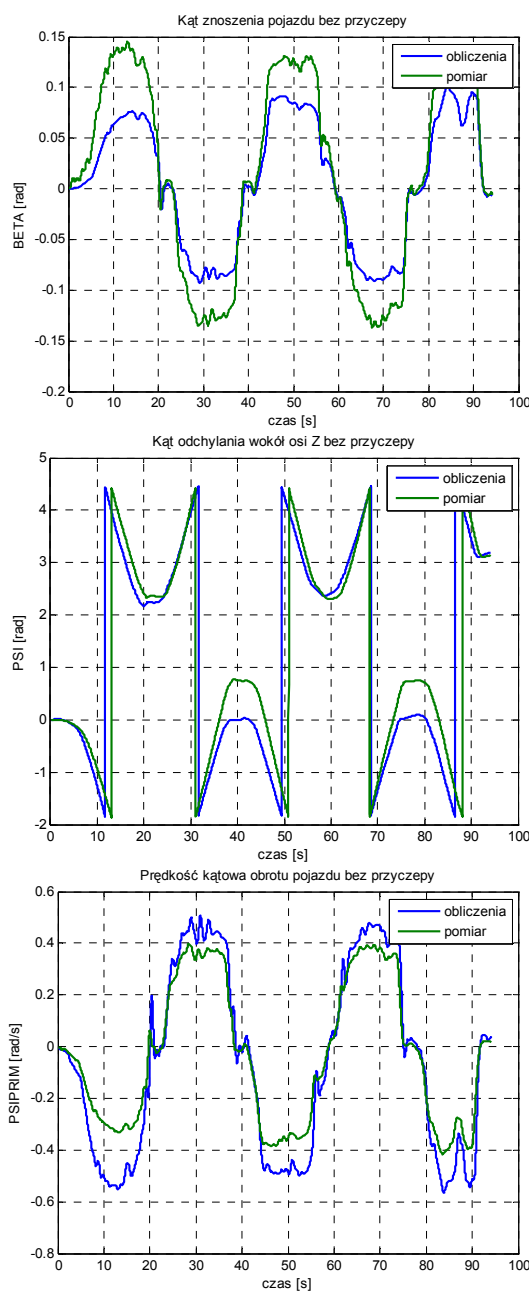 Kąt znoszenia pojazdu bez przyczepy
0.15
0.1
0.05
0
-0.05
-0.1
-0.15
-0.2
BETA [rad]
obliczenia
pomiar
0 10 20 30 40 50 60 70 80 90 100
czas [s]
Kąt odchylania wokół osi Z bez przyczepy
5
4
3
2
1
0
-1
-2
PSI [rad]
obliczenia
pomiar
0 10 20 30 40 50 60 70 80 90 100
czas [s]
Prędkość kątowa obrotu pojazdu bez przyczepy
0.6
0.4
0.2
0
-0.2
-0.4
-0.6
-0.8
PSIPRIM [rad/s]
obliczenia
pomiar
0 10 20 30 40 50 60 70 80 90 100
czas [s]